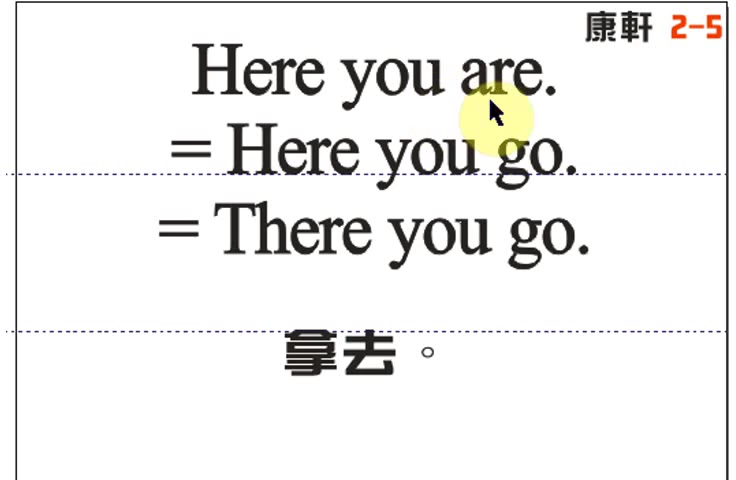 康軒 2-5
Here you are.
= Here you go.
= There you go.
拿去。